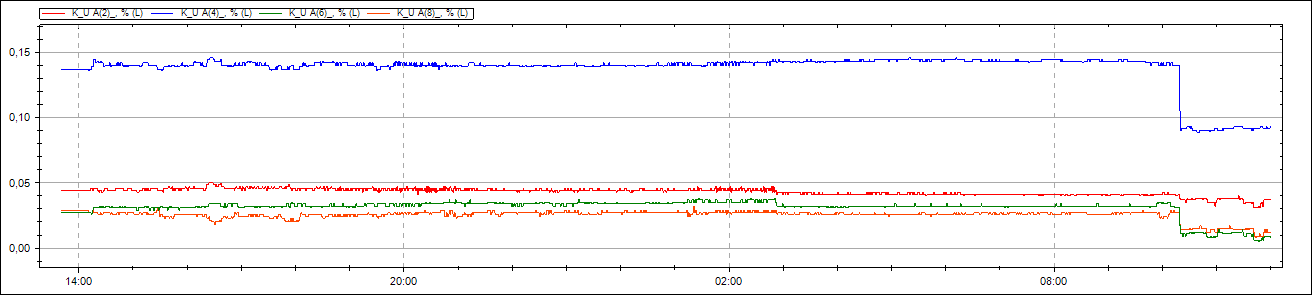 K_U A(2)_, % (L) K_U A(4)_, % (L) K_U A(6)_, % (L) K_U A(8)_, % (L)
0,15
0,10
0,05
0,00
14:00 20:00 02:00 08:00